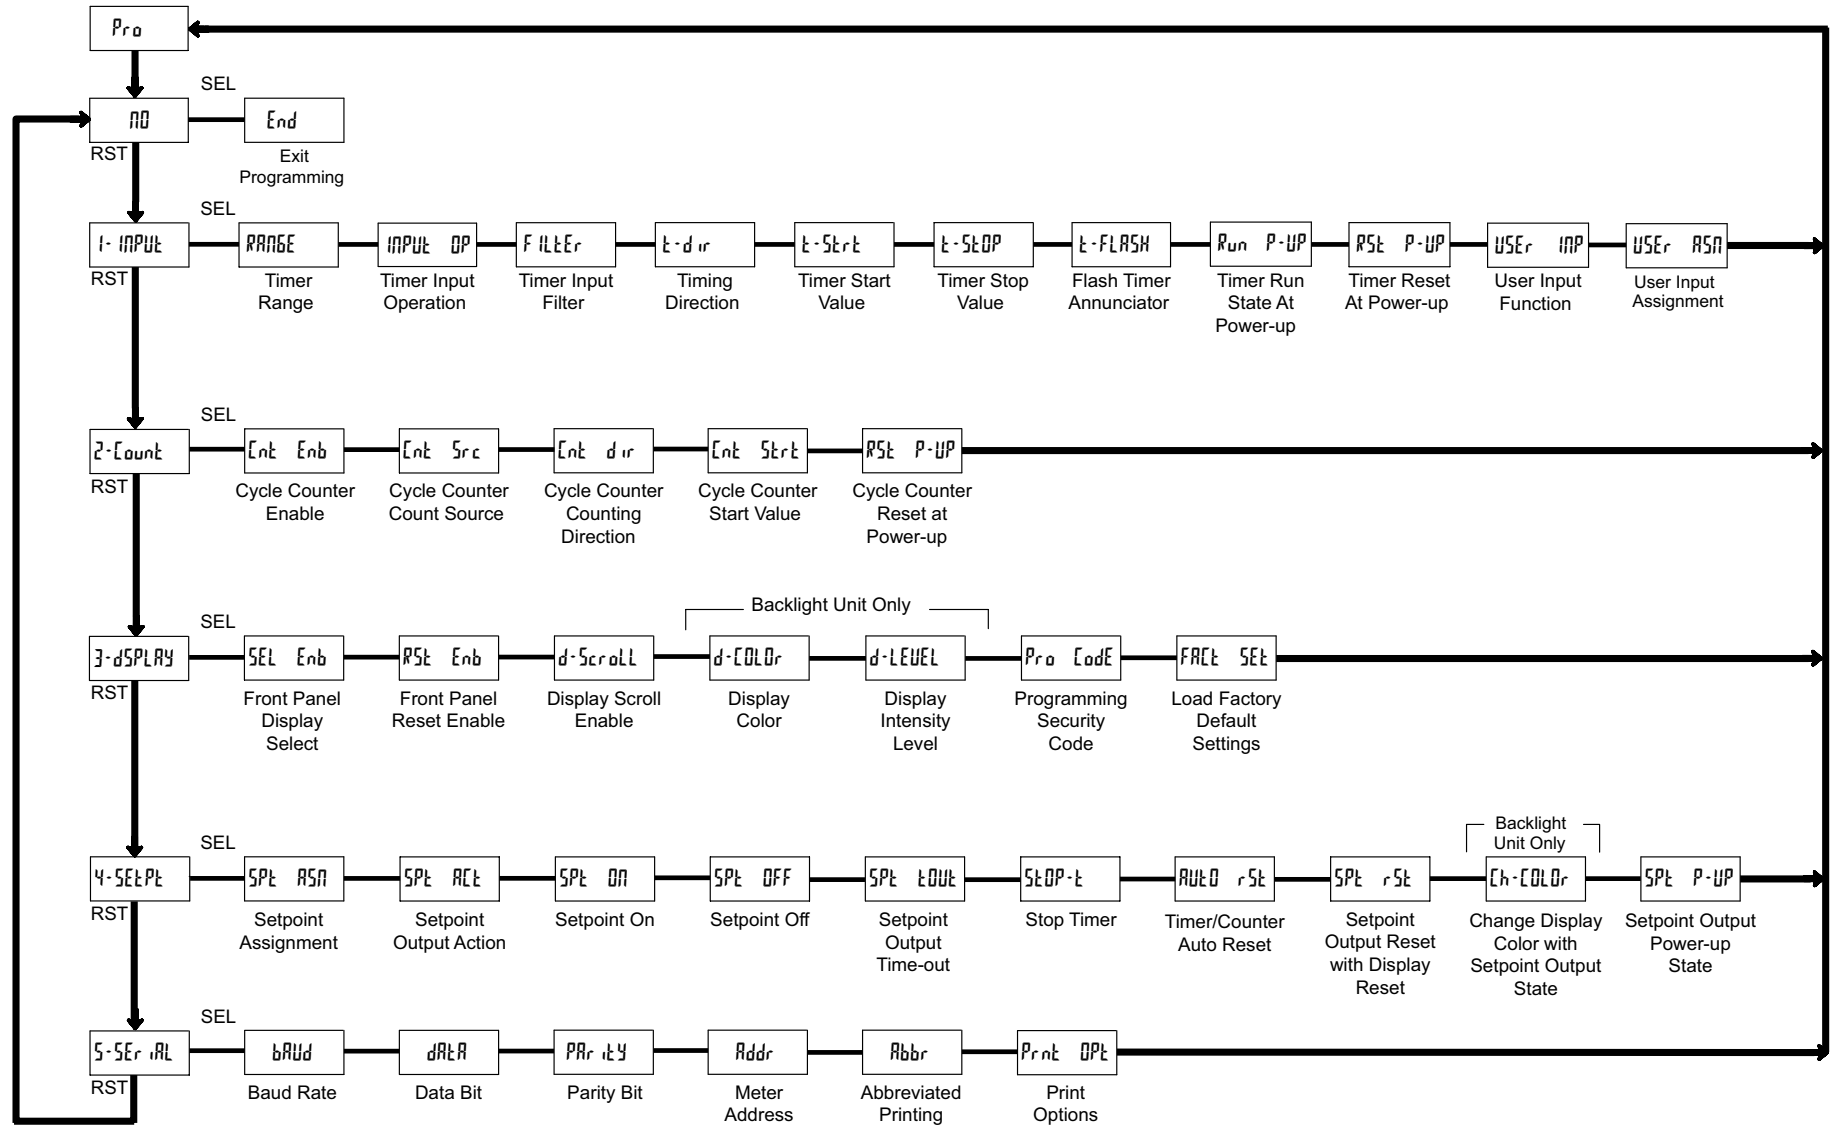 Pro
SEL
NO
End
RST
Exit
Programming
SEL
1-INPUt
RANGE
INPUt OP
FILtEr
t-dir
t-Strt
t-StOP
t-FLASH
Run P-UP
RSt P-UP
USEr INP
USEr ASN
RST
Timer
Range
Timer Input
Operation
Timer Input
Filter
Timing
Direction
Timer Start
Value
Timer Stop
Value
Flash Timer
Annunciator
Timer Run
State At
Power-up
Timer Reset
At Power-up
User Input
Function
User Input
Assignment
SEL
2-Count
Cnt Enb
Cnt Src
Cnt dir
Cnt Strt
RSt P-UP
RST
Cycle Counter
Enable
Cycle Counter
Count Source
Cycle Counter
Counting
Direction
Cycle Counter
Start Value
Cycle Counter
Reset at
Power-up
Backlight Unit Only
SEL
3-dSPLAY
SEL Enb
RSt Enb
d-ScroLL
d-COLOr
d-LEVEL
Pro CodE
FACt SEt
RST
Front Panel
Display
Select
Front Panel
Reset Enable
Display Scroll
Enable
Display
Color
Display
Intensity
Level
Programming
Security
Code
Load Factory
Default
Settings
Backlight
Unit Only
SEL
4-SEtPt
SPt ASN
SPt ACt
SPt ON
SPt OFF
SPt tOUt
StOP-t
AUtO rSt
SPt rSt
Ch-COLOr
SPt P-UP
RST
Setpoint
Assignment
Setpoint
Output Action
Setpoint On
Setpoint Off
Setpoint
Output
Time-out
Stop Timer
Timer/Counter
Auto Reset
Setpoint
Output Reset
with Display
Reset
Change Display
Color with
Setpoint Output
State
Setpoint Output
Power-up
State
SEL
5-SErIAL
bAUd
dAtA
PAritY
Addr
Abbr
Prnt OPt
RST
Baud Rate
Data Bit
Parity Bit
Meter
Address
Abbreviated
Printing
Print
Options